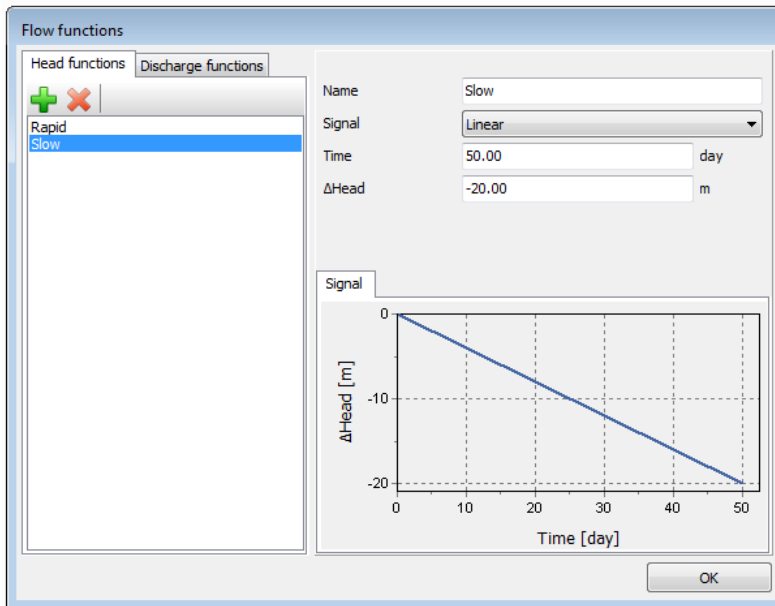 Flow functions
Head functions Discharge functions
Rapid
Slow
Name Slow
Signal Linear
Time 50.00 day
ΔHead -20.00 m
Signal
0
-10
-20
ΔHead [m]
0 10 20 30 40 50
Time [day]
OK